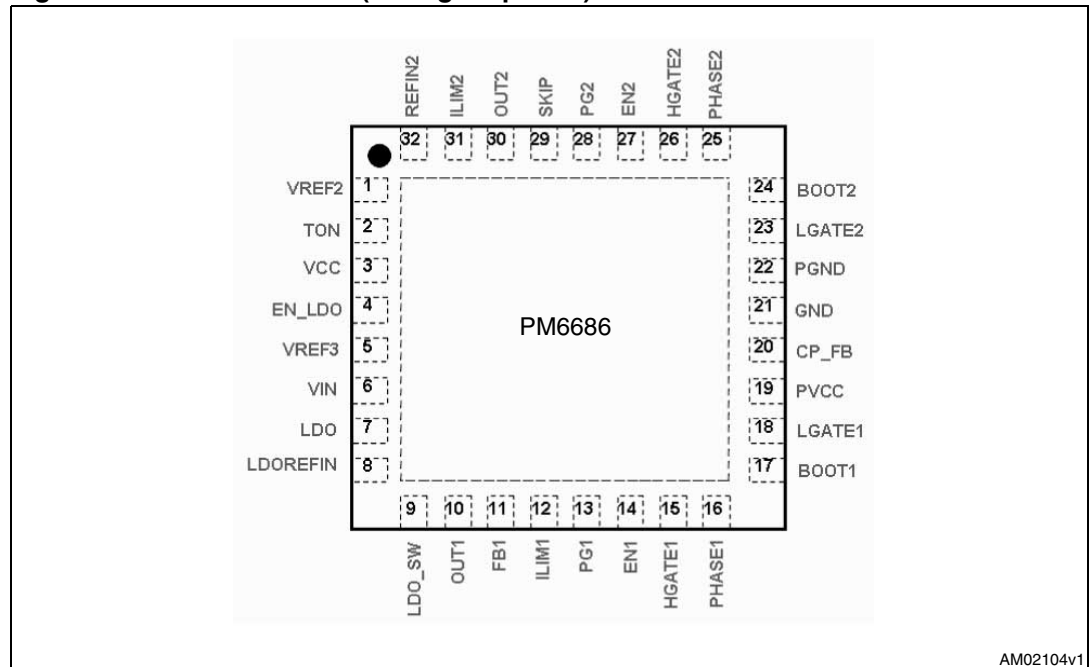 REFIN2
ILIM2
OUT2
SKIP
PG2
EN2
HGATE2
PHASE2
32 31 30 29 28 27 26 25
VREF2 1
TON 2
VCC 3
EN_LDO 4
VREF3 5
VIN 6
LDO 7
LDOREFIN 8
PM6686
24 BOOT2
23 LGATE2
22 PGND
21 GND
20 CP_FB
19 PVCC
18 LGATE1
17 BOOT1
9 10 11 12 13 14 15 16
LDO_SW
OUT1
FB1
ILIM1
PG1
EN1
HGATE1
PHASE1
AM02104v1